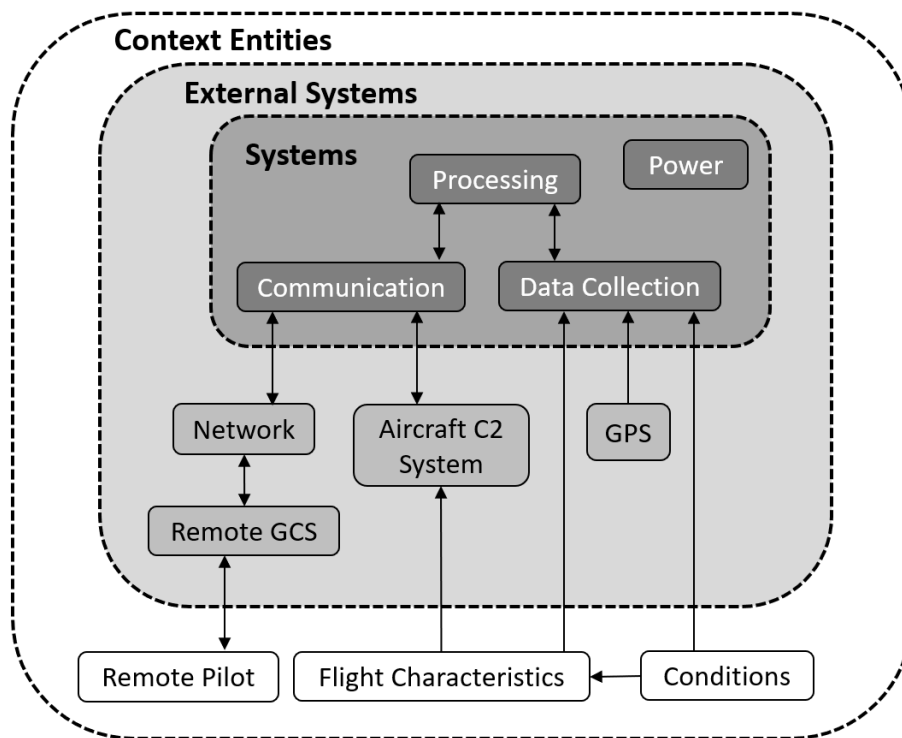 Context Entities
External Systems
Systems
Power
Processing
Communication
Data Collection
Network
Aircraft C2
System
GPS
Remote GCS
Remote Pilot
Flight Characteristics
Conditions